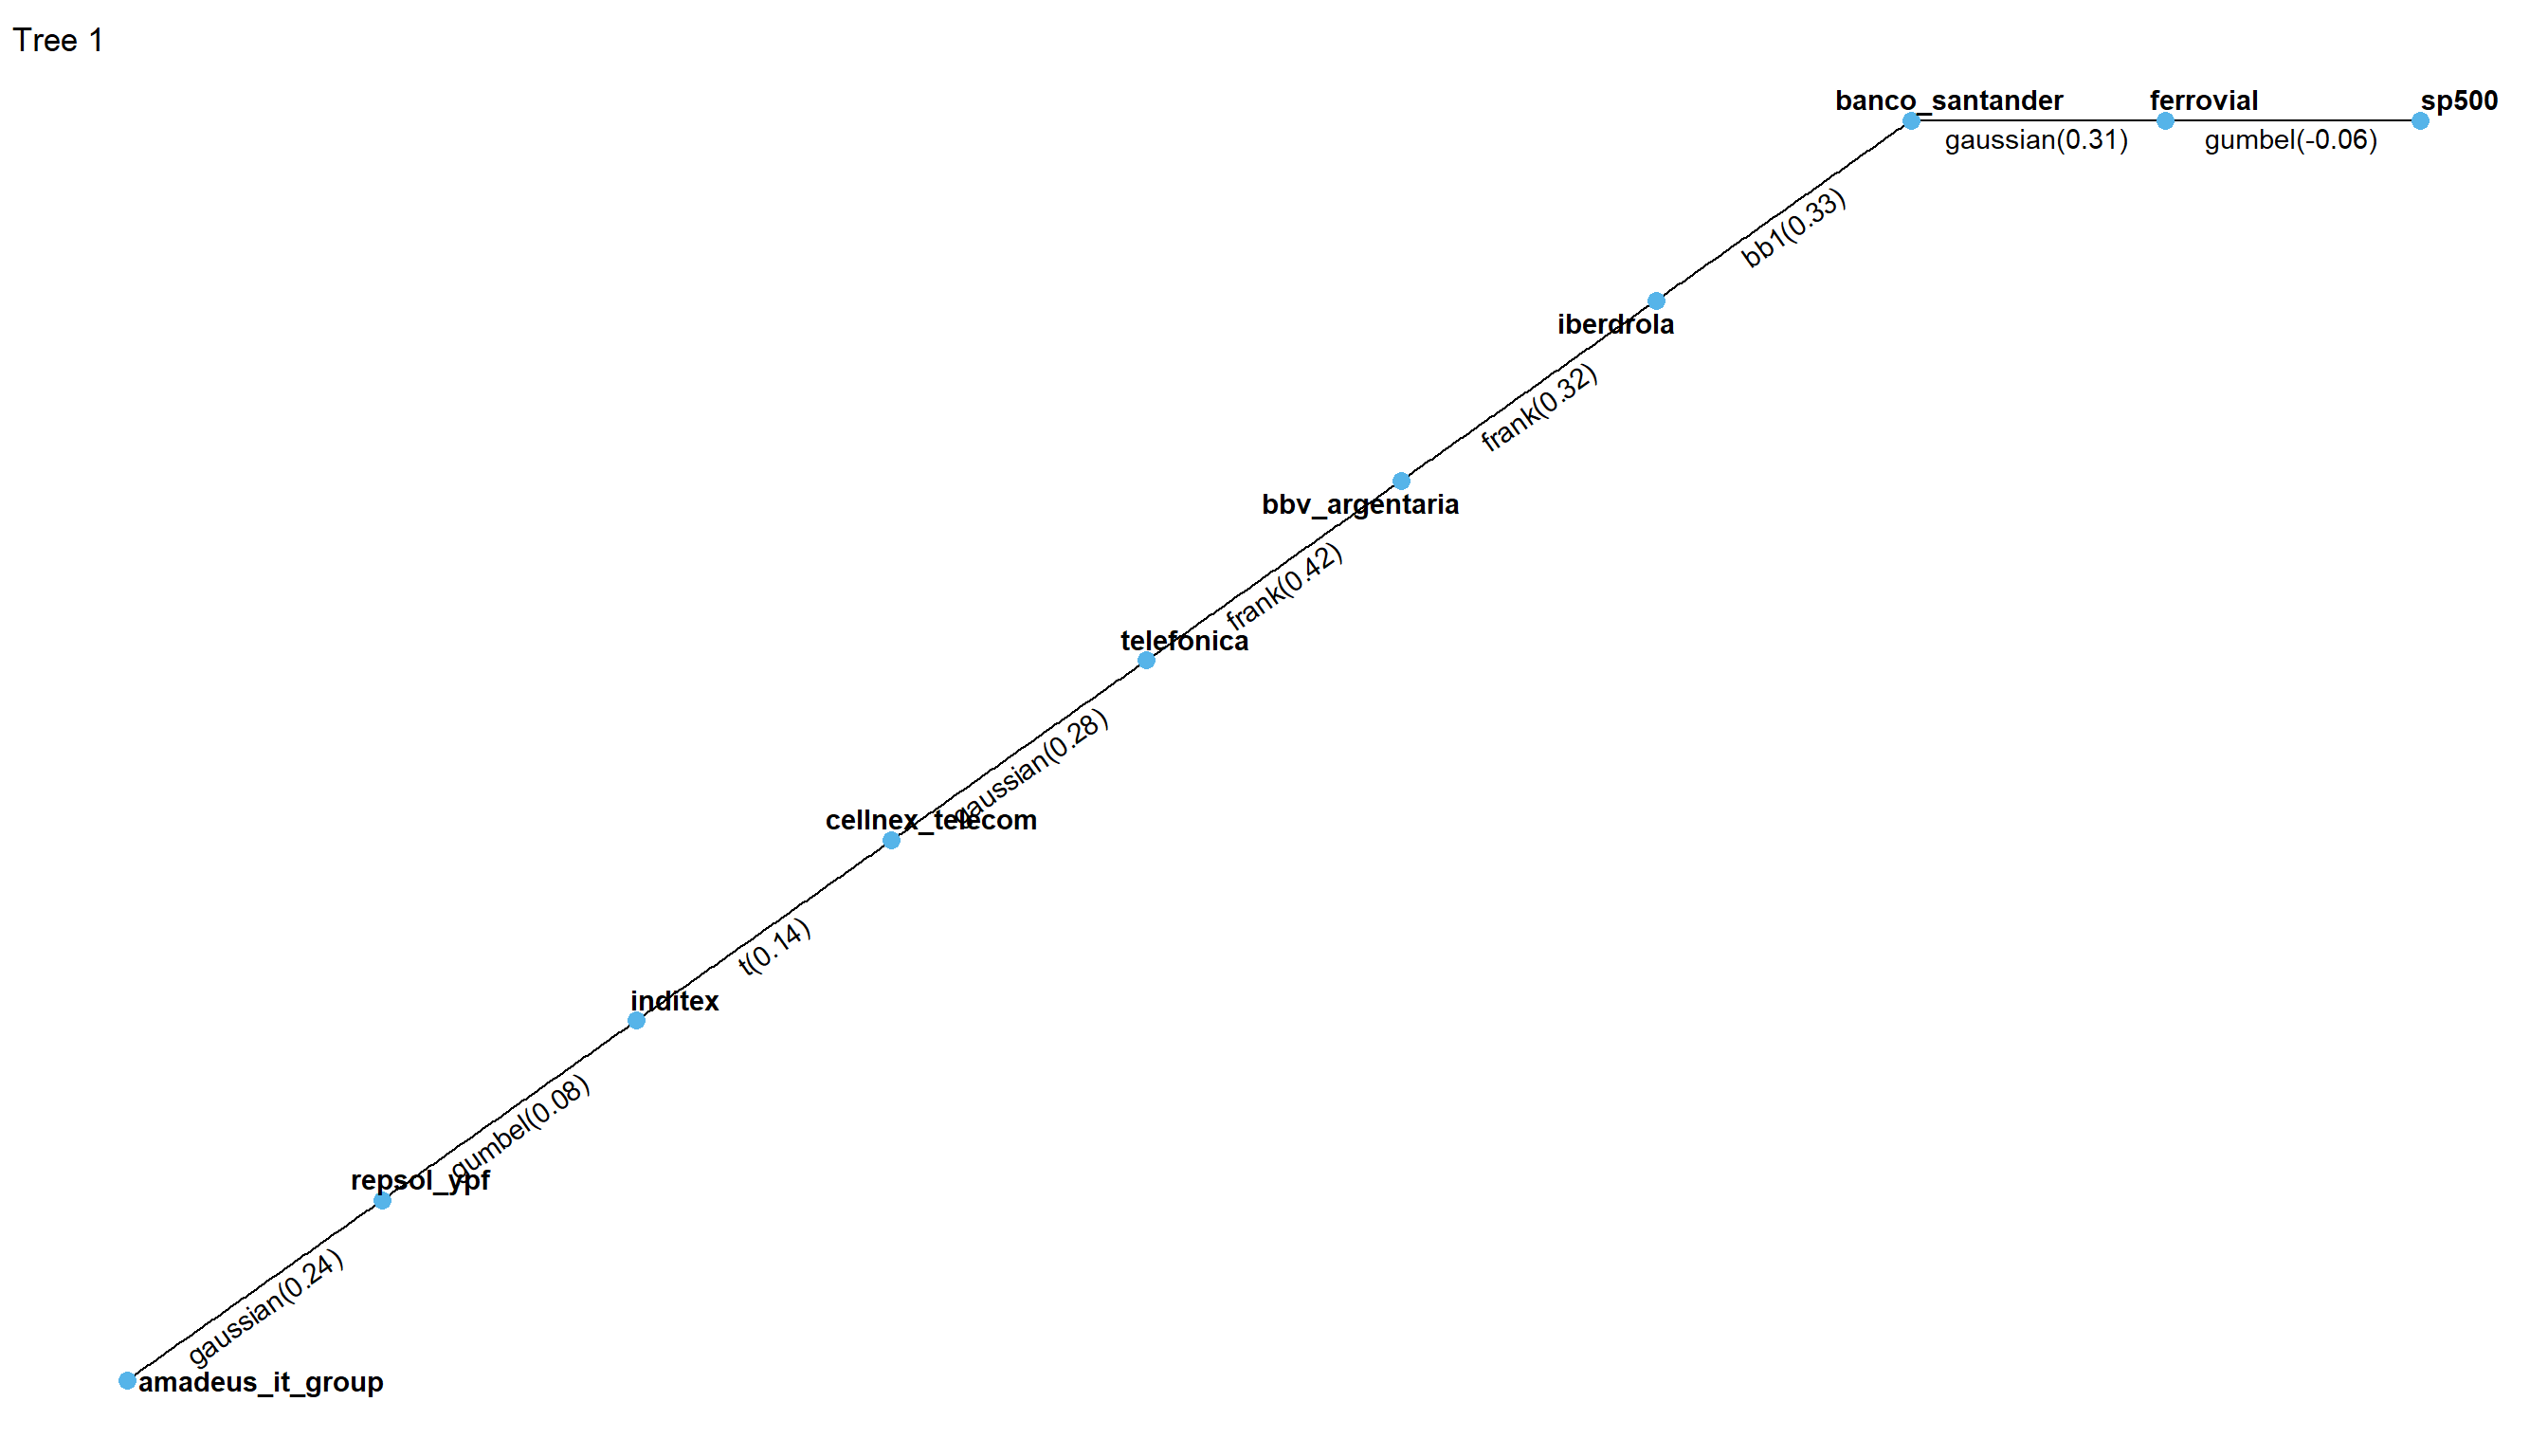 Tree 1
banco_santander
ferrovial
sp500
gaussian(0.31)
gumbel(-0.06)
bb1(0.33)
iberdrola
frank(0.32)
bbv_argentaria
frank(0.42)
telefonica
gaussian(0.28)
cellnex_telecom
t(0.14)
inditex
gumbel(0.08)
repsol_ypf
gaussian(0.24)
amadeus_it_group